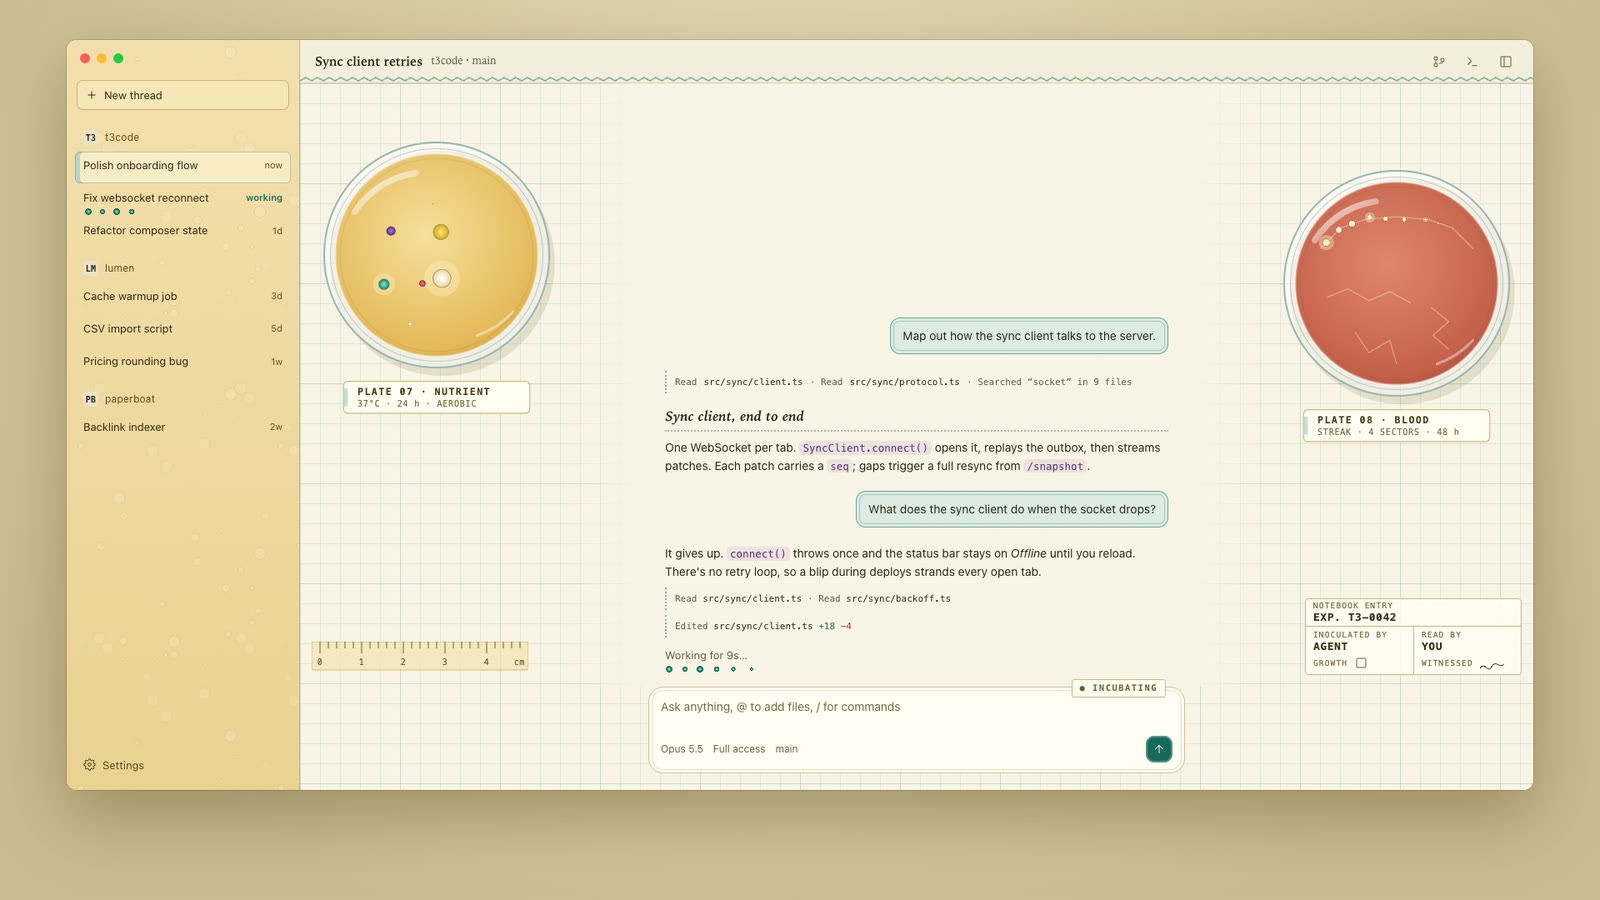 New thread
T3 t3code
Polish onboarding flow now
Fix websocket reconnect working
Refactor composer state 1d
LM lumen
Cache warmup job 3d
CSV import script 5d
Pricing rounding bug 1w
PB paperboat
Backlink indexer 2w
Settings
Sync client retries t3code · main
PLATE 07 · NUTRIENT
37°C · 24 h · AEROBIC
0 1 2 3 4 cm
Map out how the sync client talks to the server.
Read src/sync/client.ts · Read src/sync/protocol.ts · Searched “socket” in 9 files
Sync client, end to end
One WebSocket per tab. SyncClient.connect() opens it, replays the outbox, then streams
patches. Each patch carries a seq; gaps trigger a full resync from /snapshot.
What does the sync client do when the socket drops?
It gives up. connect() throws once and the status bar stays on Offline until you reload.
There's no retry loop, so a blip during deploys strands every open tab.
Read src/sync/client.ts · Read src/sync/backoff.ts
Edited src/sync/client.ts +18 −4
Working for 9s...
INCUBATING
Ask anything, @ to add files, / for commands
Opus 5.5 Full access main
PLATE 08 · BLOOD
STREAK · 4 SECTORS · 48 h
NOTEBOOK ENTRY
EXP. T3−0042
INOCULATED BY
AGENT
GROWTH
READ BY
YOU
WITNESSED